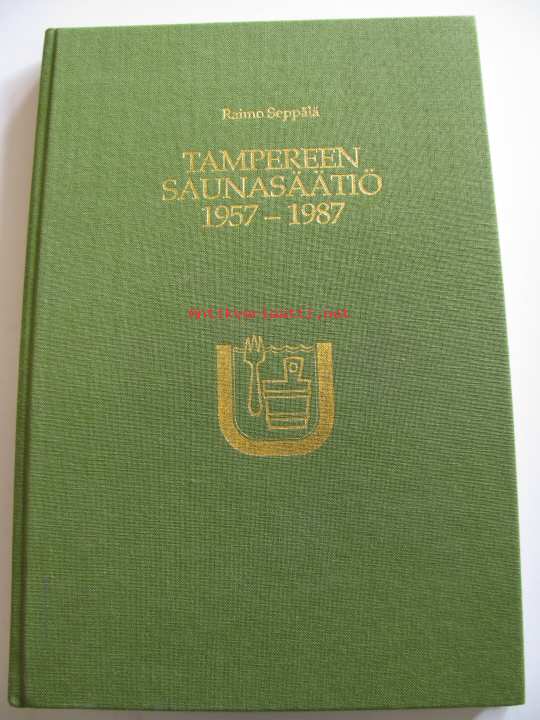 Raimo Seppälä
TAMPEREEN
SAUNASÄÄTIÖ
1957 – 1987
Antikvariaatti.net